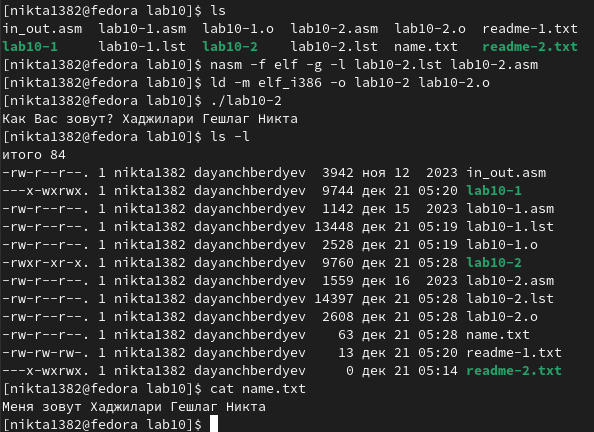 [nikta1382@fedora lab10]$ ls
in_out.asm  lab10-1.asm  lab10-1.o  lab10-2.asm  lab10-2.o  readme-1.txt
lab10-1     lab10-1.lst  lab10-2    lab10-2.lst  name.txt   readme-2.txt
[nikta1382@fedora lab10]$ nasm -f elf -g -l lab10-2.lst lab10-2.asm
[nikta1382@fedora lab10]$ ld -m elf_i386 -o lab10-2 lab10-2.o
[nikta1382@fedora lab10]$ ./lab10-2
Как Вас зовут? Хаджилари Гешлаг Никта
[nikta1382@fedora lab10]$ ls -l
итого 84
-rw-r--r--. 1 nikta1382 dayanchberdyev  3942 ноя 12  2023 in_out.asm
---x-wxrwx. 1 nikta1382 dayanchberdyev  9744 дек 21 05:20 lab10-1
-rw-r--r--. 1 nikta1382 dayanchberdyev  1142 дек 15  2023 lab10-1.asm
-rw-r--r--. 1 nikta1382 dayanchberdyev 13448 дек 21 05:19 lab10-1.lst
-rw-r--r--. 1 nikta1382 dayanchberdyev  2528 дек 21 05:19 lab10-1.o
-rwxr-xr-x. 1 nikta1382 dayanchberdyev  9760 дек 21 05:28 lab10-2
-rw-r--r--. 1 nikta1382 dayanchberdyev  1559 дек 16  2023 lab10-2.asm
-rw-r--r--. 1 nikta1382 dayanchberdyev 14397 дек 21 05:28 lab10-2.lst
-rw-r--r--. 1 nikta1382 dayanchberdyev  2608 дек 21 05:28 lab10-2.o
-rw-r--r--. 1 nikta1382 dayanchberdyev    63 дек 21 05:28 name.txt
-rw-rw-rw-. 1 nikta1382 dayanchberdyev    13 дек 21 05:20 readme-1.txt
---x-wxrwx. 1 nikta1382 dayanchberdyev     0 дек 21 05:14 readme-2.txt
[nikta1382@fedora lab10]$ cat name.txt
Меня зовут Хаджилари Гешлаг Никта
[nikta1382@fedora lab10]$